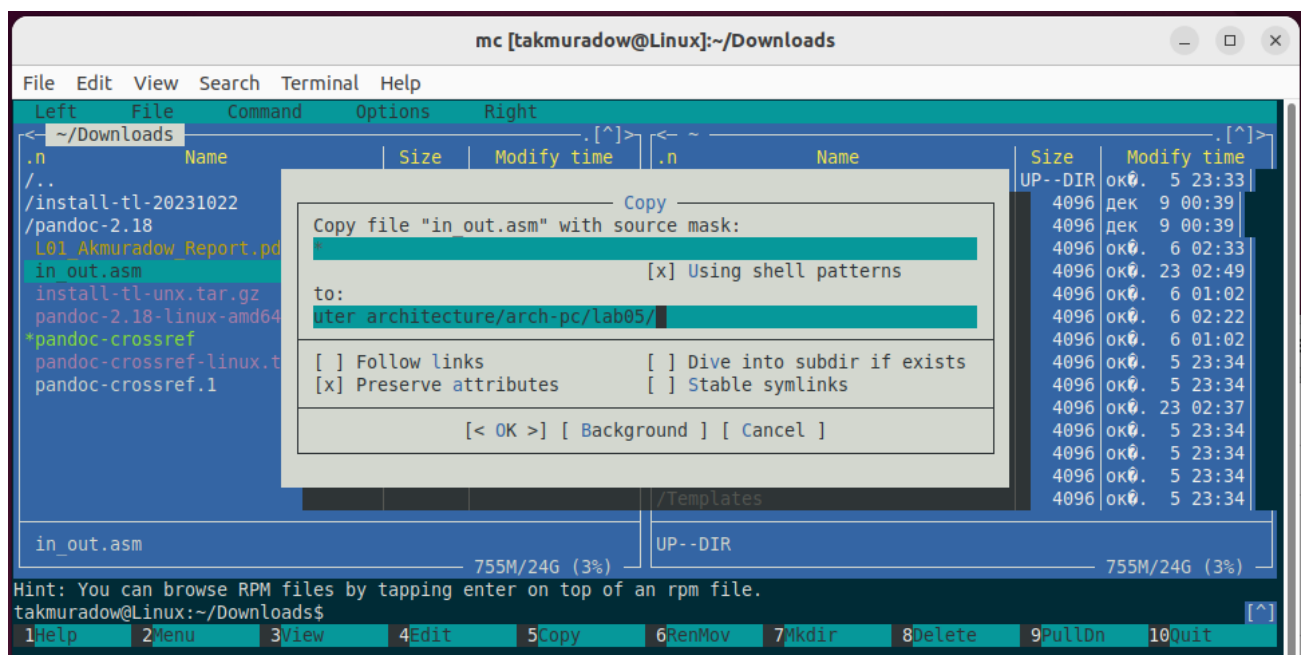 mc [takmuradow@Linux]:~/Downloads
File Edit View Search Terminal Help
Left File Command Options Right
<- ~/Downloads .[^]> <- ~ .[^]>
.n Name Size Modify time .n Name Size Modify time
/.. UP--DIR ок�. 5 23:33
/install-tl-20231022 Copy 4096 дек 9 00:39
/pandoc-2.18 Copy file "in_out.asm" with source mask: 4096 дек 9 00:39
L01_Akmuradow_Report.pd * 4096 ок�. 6 02:33
in_out.asm [x] Using shell patterns 4096 ок�. 23 02:49
install-tl-unx.tar.gz to: 4096 ок�. 6 01:02
pandoc-2.18-linux-amd64 uter architecture/arch-pc/lab05/ 4096 ок�. 6 02:22
*pandoc-crossref 4096 ок�. 6 01:02
pandoc-crossref-linux.t [ ] Follow links [ ] Dive into subdir if exists 4096 ок�. 5 23:34
pandoc-crossref.1 [x] Preserve attributes [ ] Stable symlinks 4096 ок�. 5 23:34
4096 ок�. 23 02:37
[< OK >] [ Background ] [ Cancel ] 4096 ок�. 5 23:34
4096 ок�. 5 23:34
4096 ок�. 5 23:34
/Templates 4096 ок�. 5 23:34
in_out.asm UP--DIR
755M/24G (3%) 755M/24G (3%)
Hint: You can browse RPM files by tapping enter on top of an rpm file.
takmuradow@Linux:~/Downloads$ [^]
1Help 2Menu 3View 4Edit 5Copy 6RenMov 7Mkdir 8Delete 9PullDn 10Quit